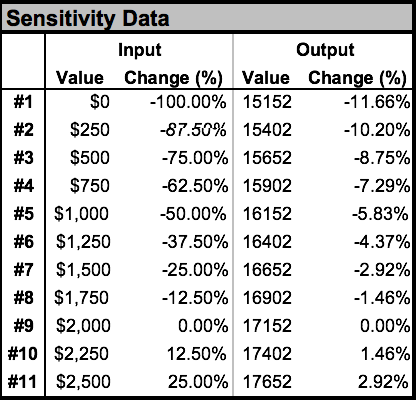 Sensitivity Data
Input Output
Value Change (%) Value Change (%)
#1 $0 -100.00% 15152 -11.66%
#2 $250 -87.50% 15402 -10.20%
#3 $500 -75.00% 15652 -8.75%
#4 $750 -62.50% 15902 -7.29%
#5 $1,000 -50.00% 16152 -5.83%
#6 $1,250 -37.50% 16402 -4.37%
#7 $1,500 -25.00% 16652 -2.92%
#8 $1,750 -12.50% 16902 -1.46%
#9 $2,000 0.00% 17152 0.00%
#10 $2,250 12.50% 17402 1.46%
#11 $2,500 25.00% 17652 2.92%